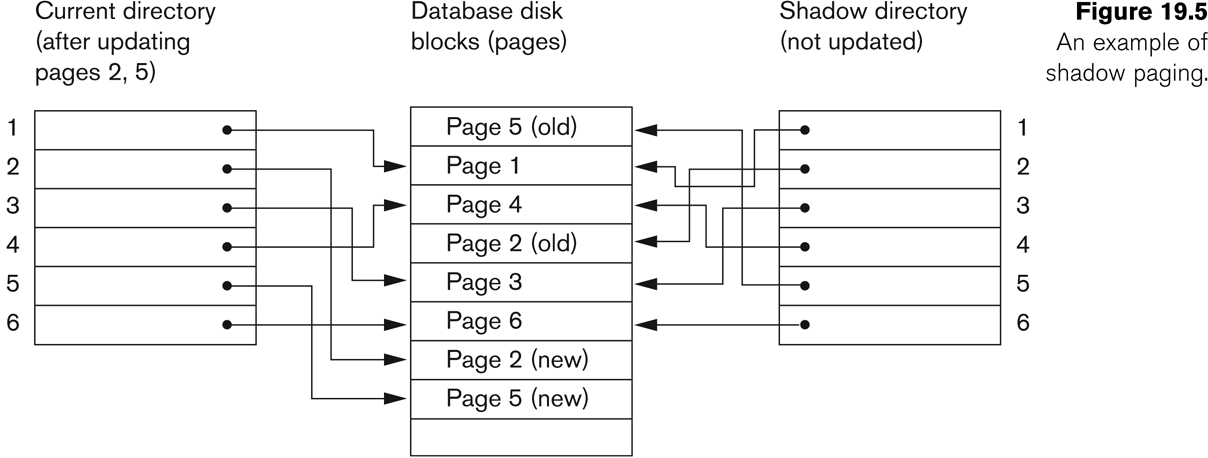 Current directory
(after updating
pages 2, 5)
Database disk
blocks (pages)
Shadow directory
(not updated)
Figure 19.5
An example of
shadow paging.
1
2
3
4
5
6
Page 5 (old)
Page 1
Page 4
Page 2 (old)
Page 3
Page 6
Page 2 (new)
Page 5 (new)
1
2
3
4
5
6